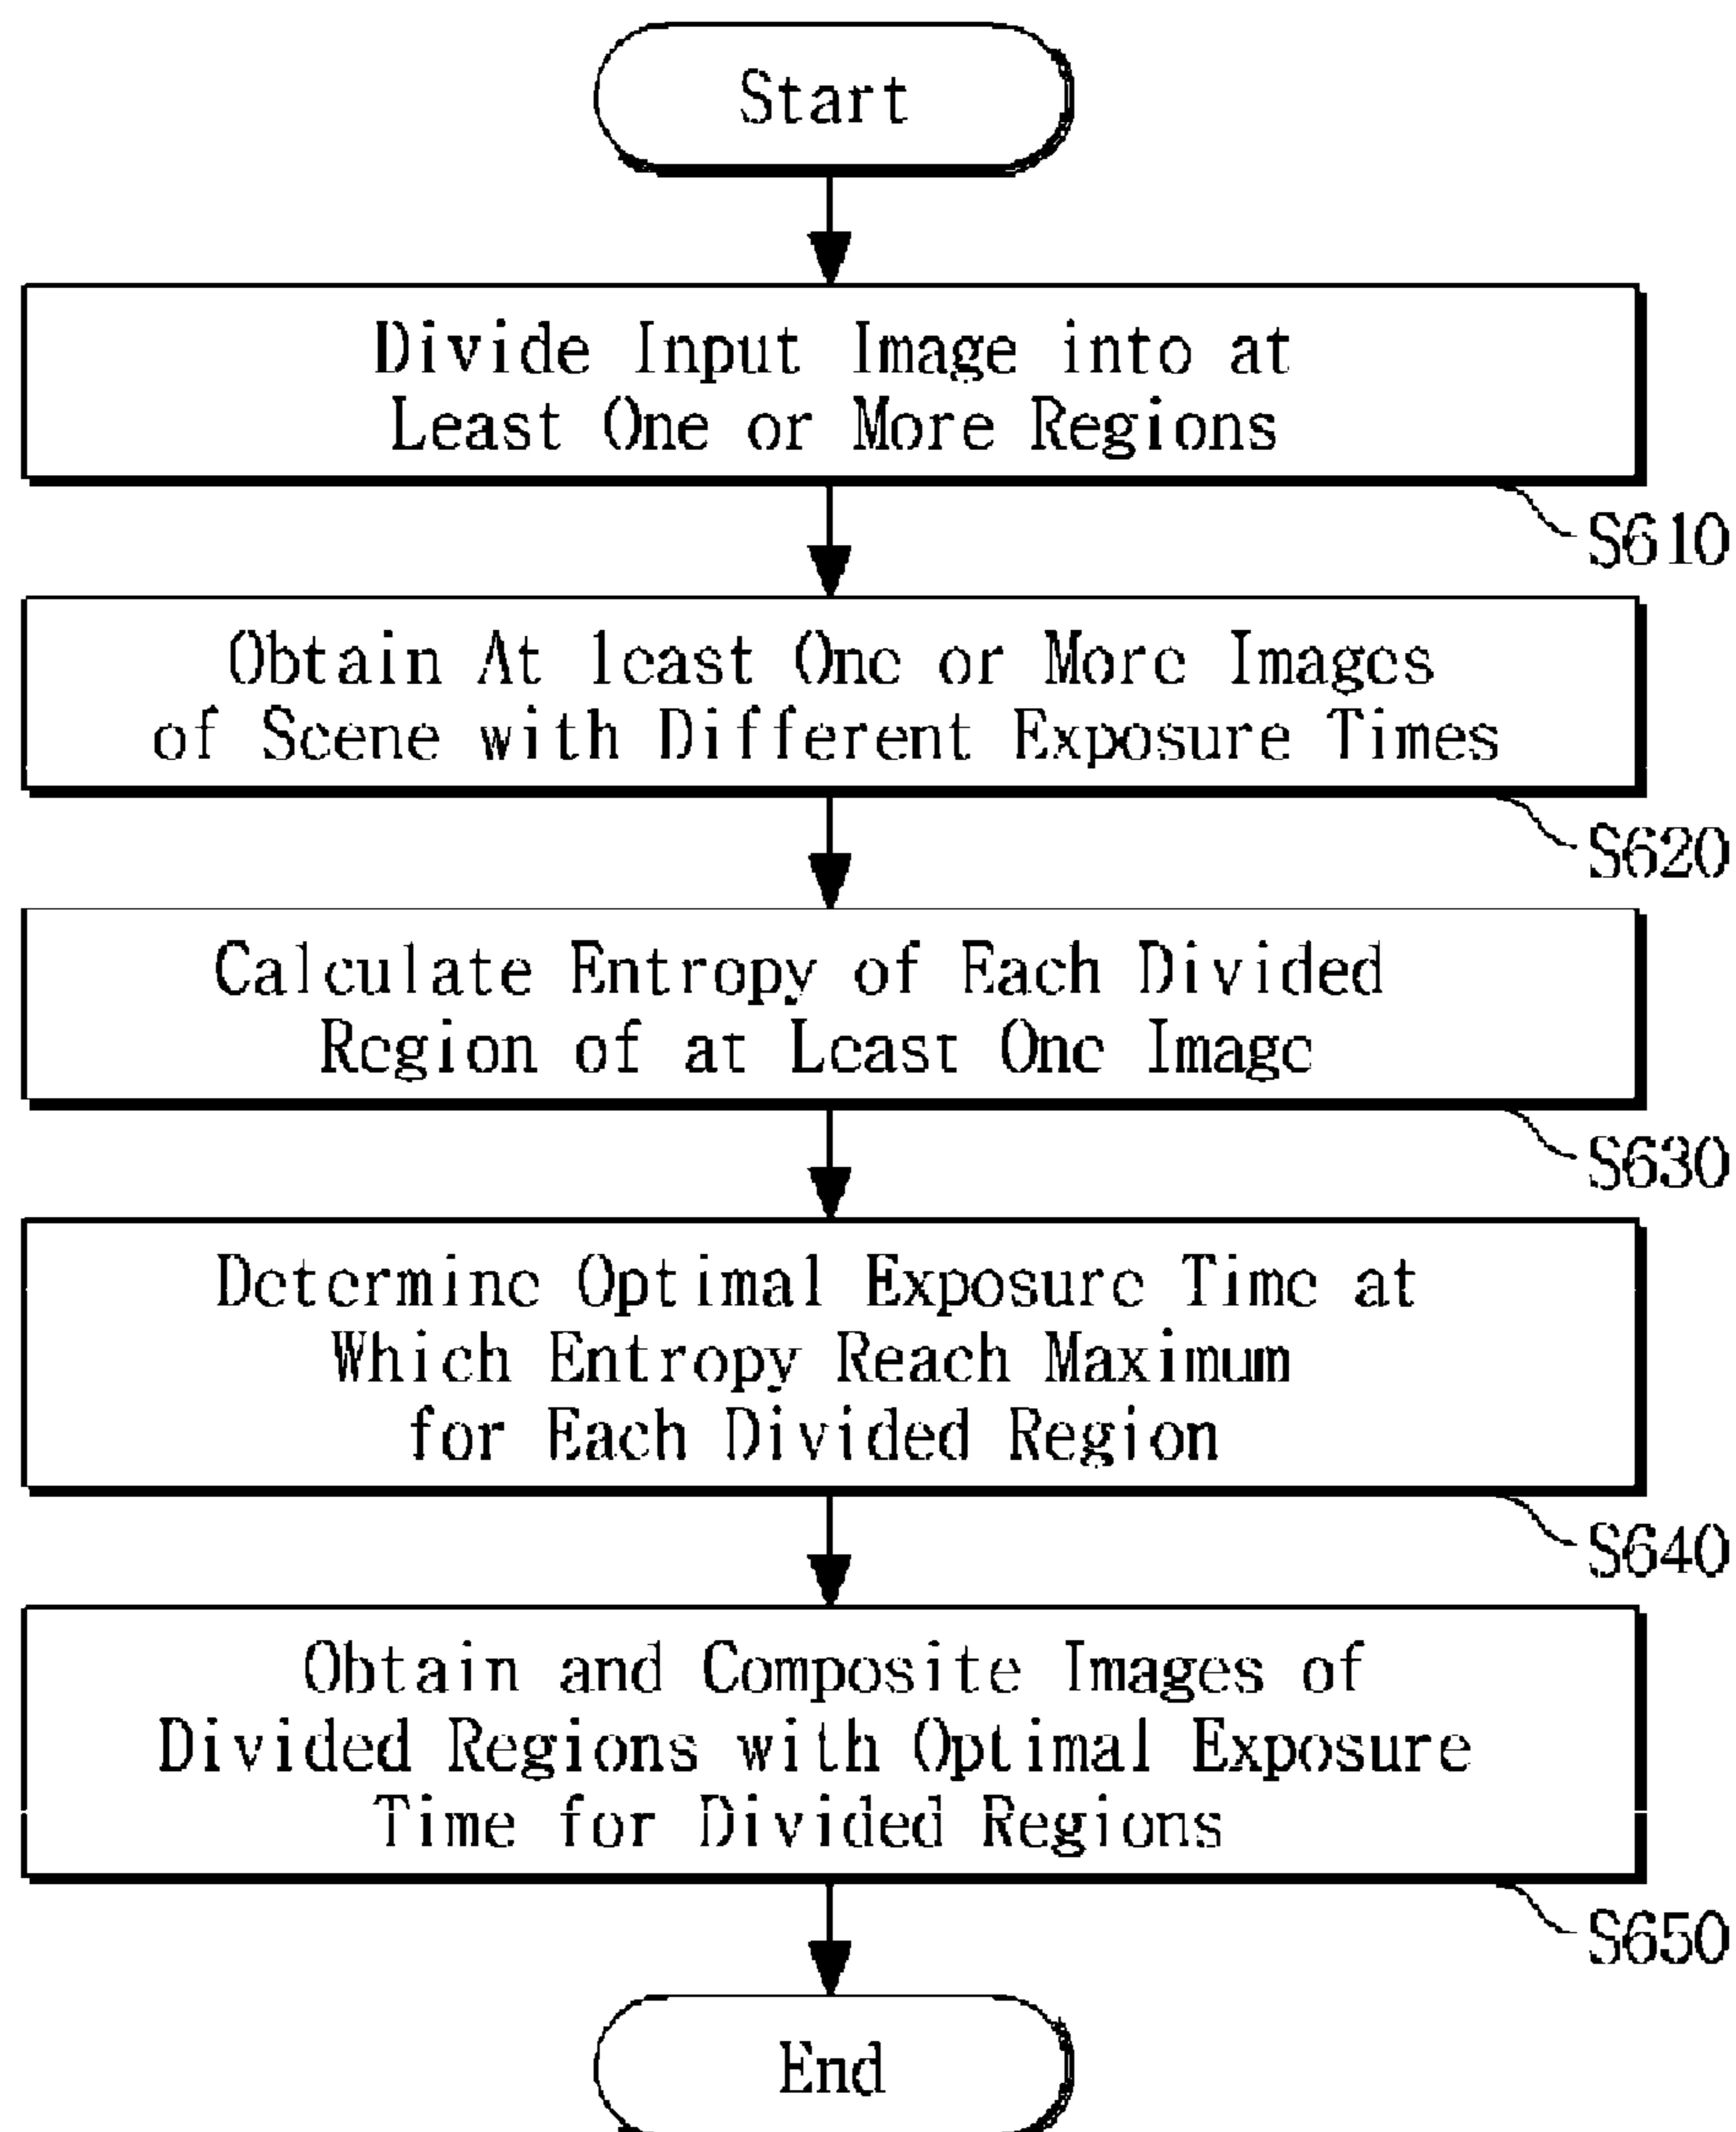 Start
Divide Input Image into at
Least One or More Regions
S610
Obtain At least One or More Images
of Scene with Different Exposure Times
S620
Calculate Entropy of Each Divided
Region of at Least One Image
S630
Determine Optimal Exposure Time at
Which Entropy Reach Maximum
for Each Divided Region
S640
Obtain and Composite Images of
Divided Regions with Optimal Exposure
Time for Divided Regions
S650
End